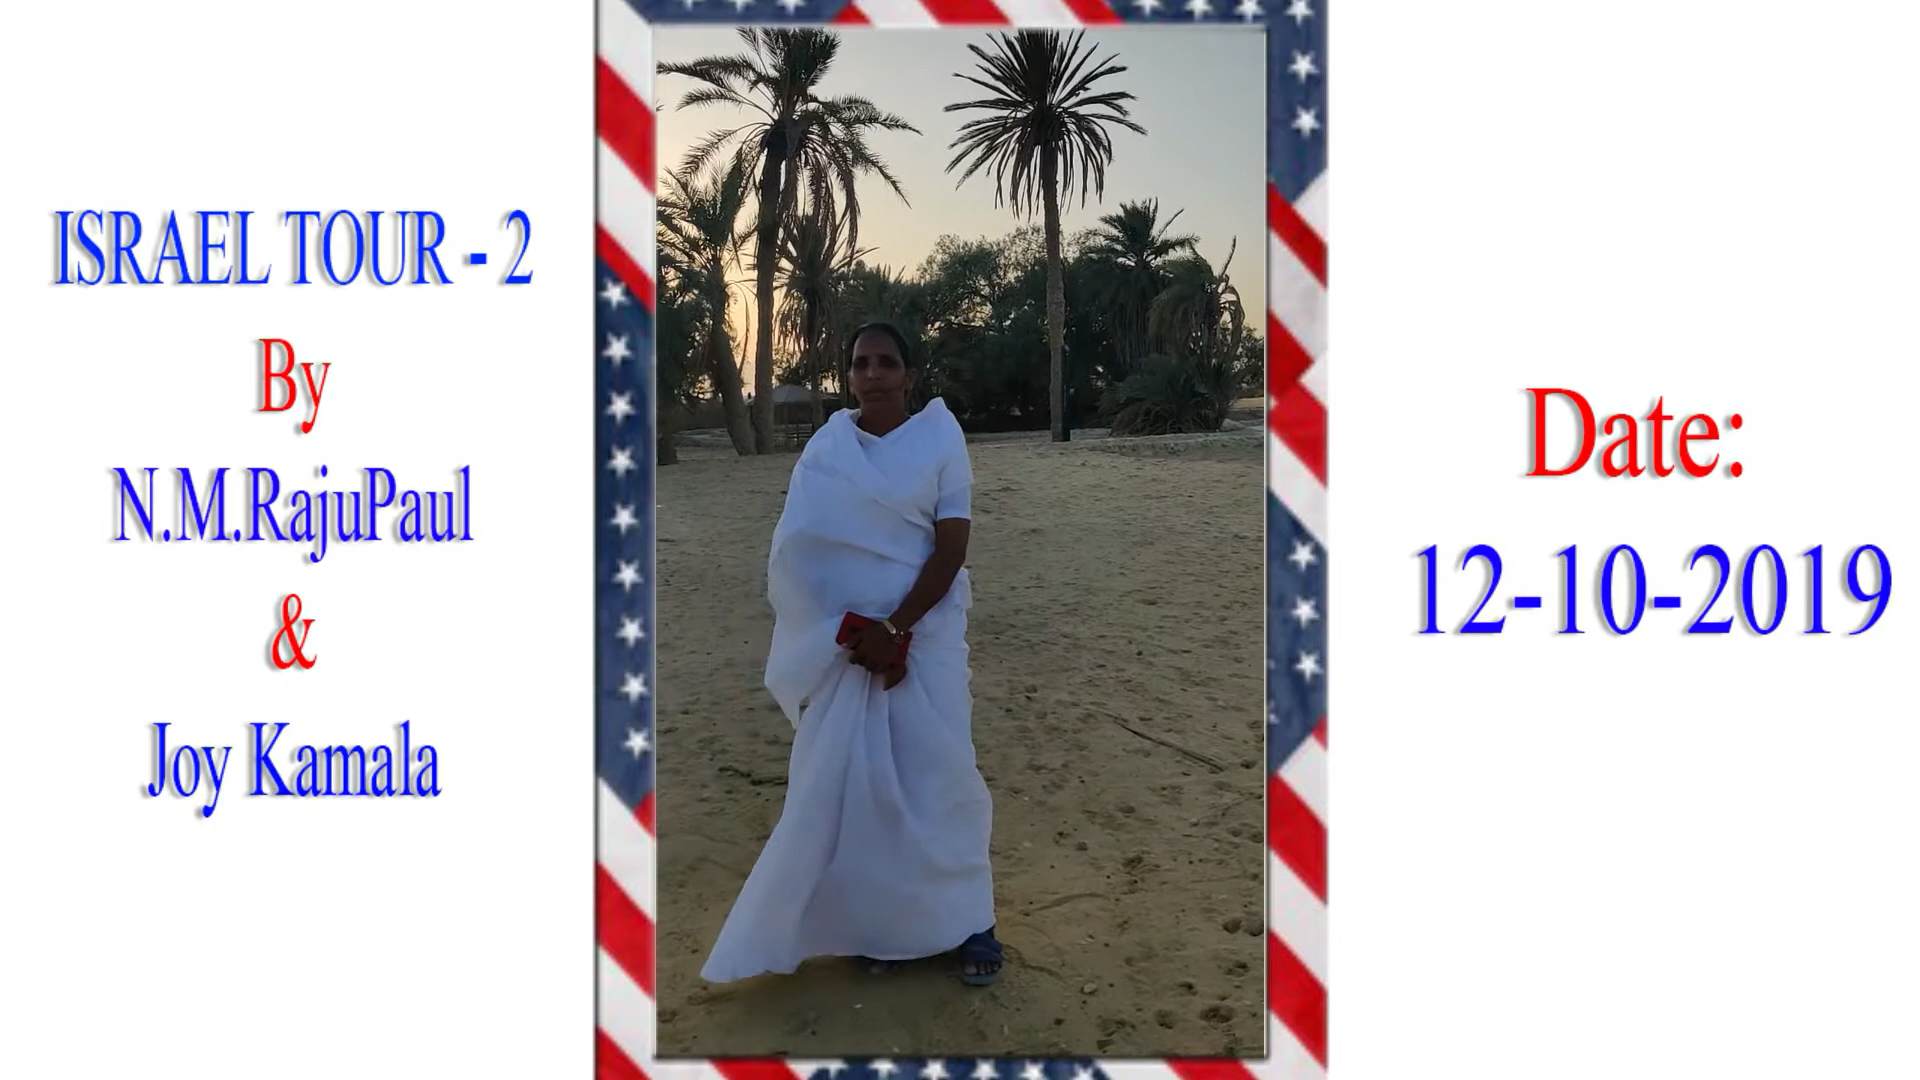 ISRAEL TOUR - 2
By
N.M.RajuPaul
&
Joy Kamala
Date:
12-10-2019